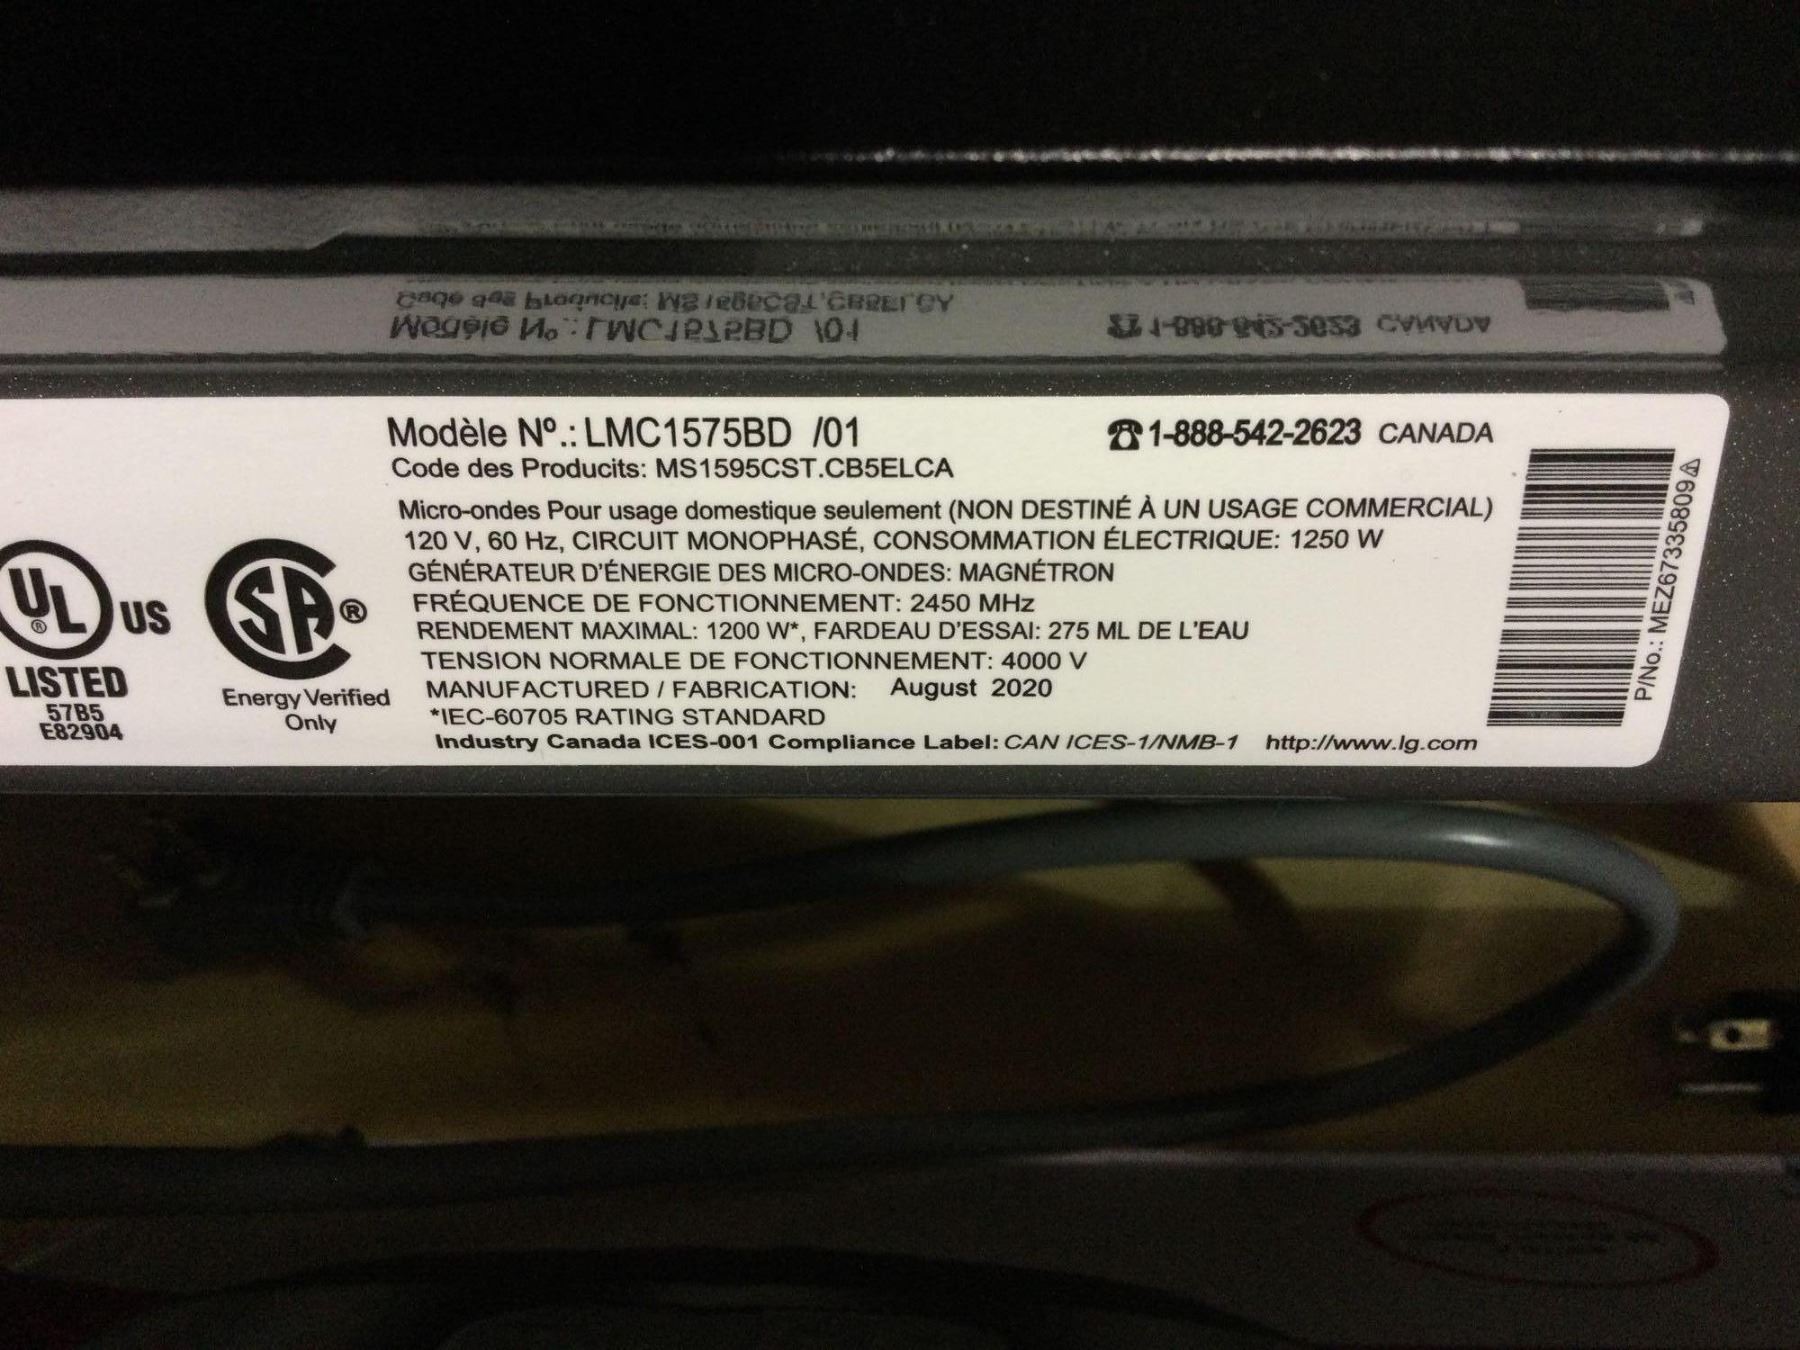 Modèle Nº.: LMC1575BD /01
☎1-888-542-2623 CANADA
Code des Producits: MS1595CST.CB5ELCA
Micro-ondes Pour usage domestique seulement (NON DESTINÉ À UN USAGE COMMERCIAL)
120 V, 60 Hz, CIRCUIT MONOPHASÉ, CONSOMMATION ÉLECTRIQUE: 1250 W
GÉNÉRATEUR D'ÉNERGIE DES MICRO-ONDES: MAGNÉTRON
FRÉQUENCE DE FONCTIONNEMENT: 2450 MHz
RENDEMENT MAXIMAL: 1200 W*, FARDEAU D'ESSAI: 275 ML DE L'EAU
TENSION NORMALE DE FONCTIONNEMENT: 4000 V
MANUFACTURED / FABRICATION: August 2020
*IEC-60705 RATING STANDARD
Industry Canada ICES-001 Compliance Label: CAN ICES-1/NMB-1 http://www.lg.com
UL® US
LISTED
57B5
E82904
SA®
Energy Verified
Only
P/No.: MEZ67335809